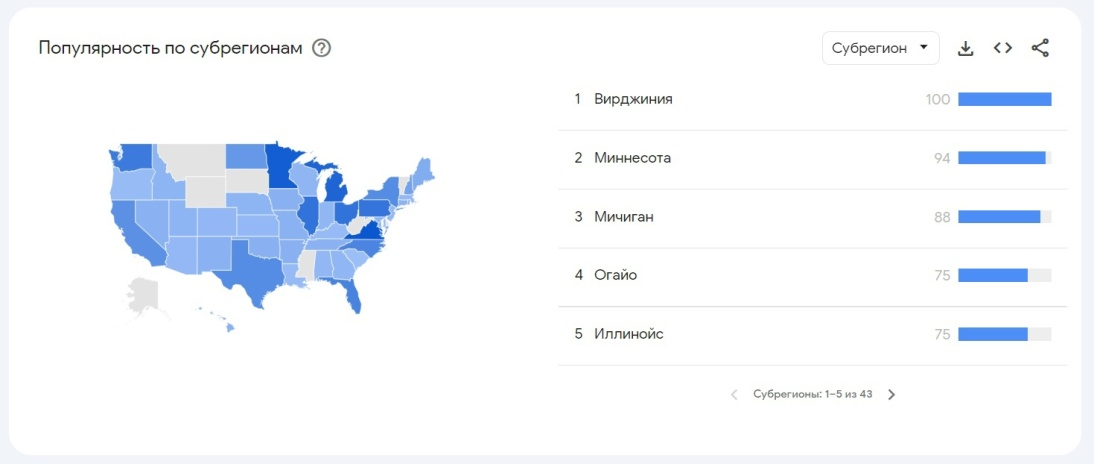 Популярность по субрегионам
Субрегион
1 Вирджиния 100
2 Миннесота 94
3 Мичиган 88
4 Огайо 75
5 Иллинойс 75
Субрегионы: 1–5 из 43